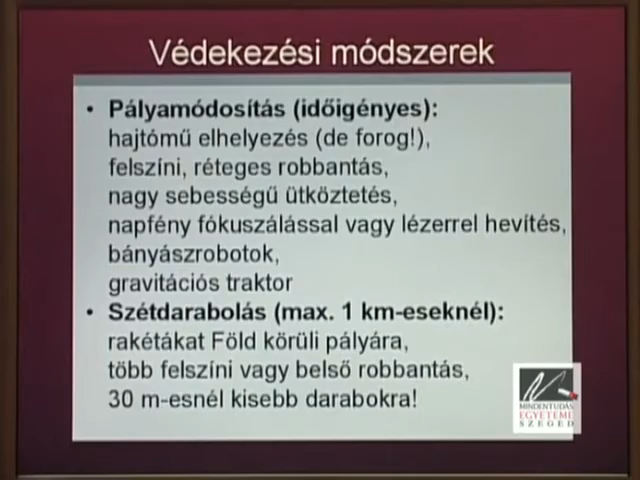 Védekezési módszerek
• Pályamódosítás (időigényes):
hajtómű elhelyezés (de forog!),
felszíni, réteges robbantás,
nagy sebességű ütköztetés,
napfény fókuszálással vagy lézerrel hevítés,
bányászrobotok,
gravitációs traktor
• Szétdarabolás (max. 1 km-eseknél):
rakétákat Föld körüli pályára,
több felszíni vagy belső robbantás,
30 m-esnél kisebb darabokra!
MINDENTUDÁS
EGYETEME
SZEGED